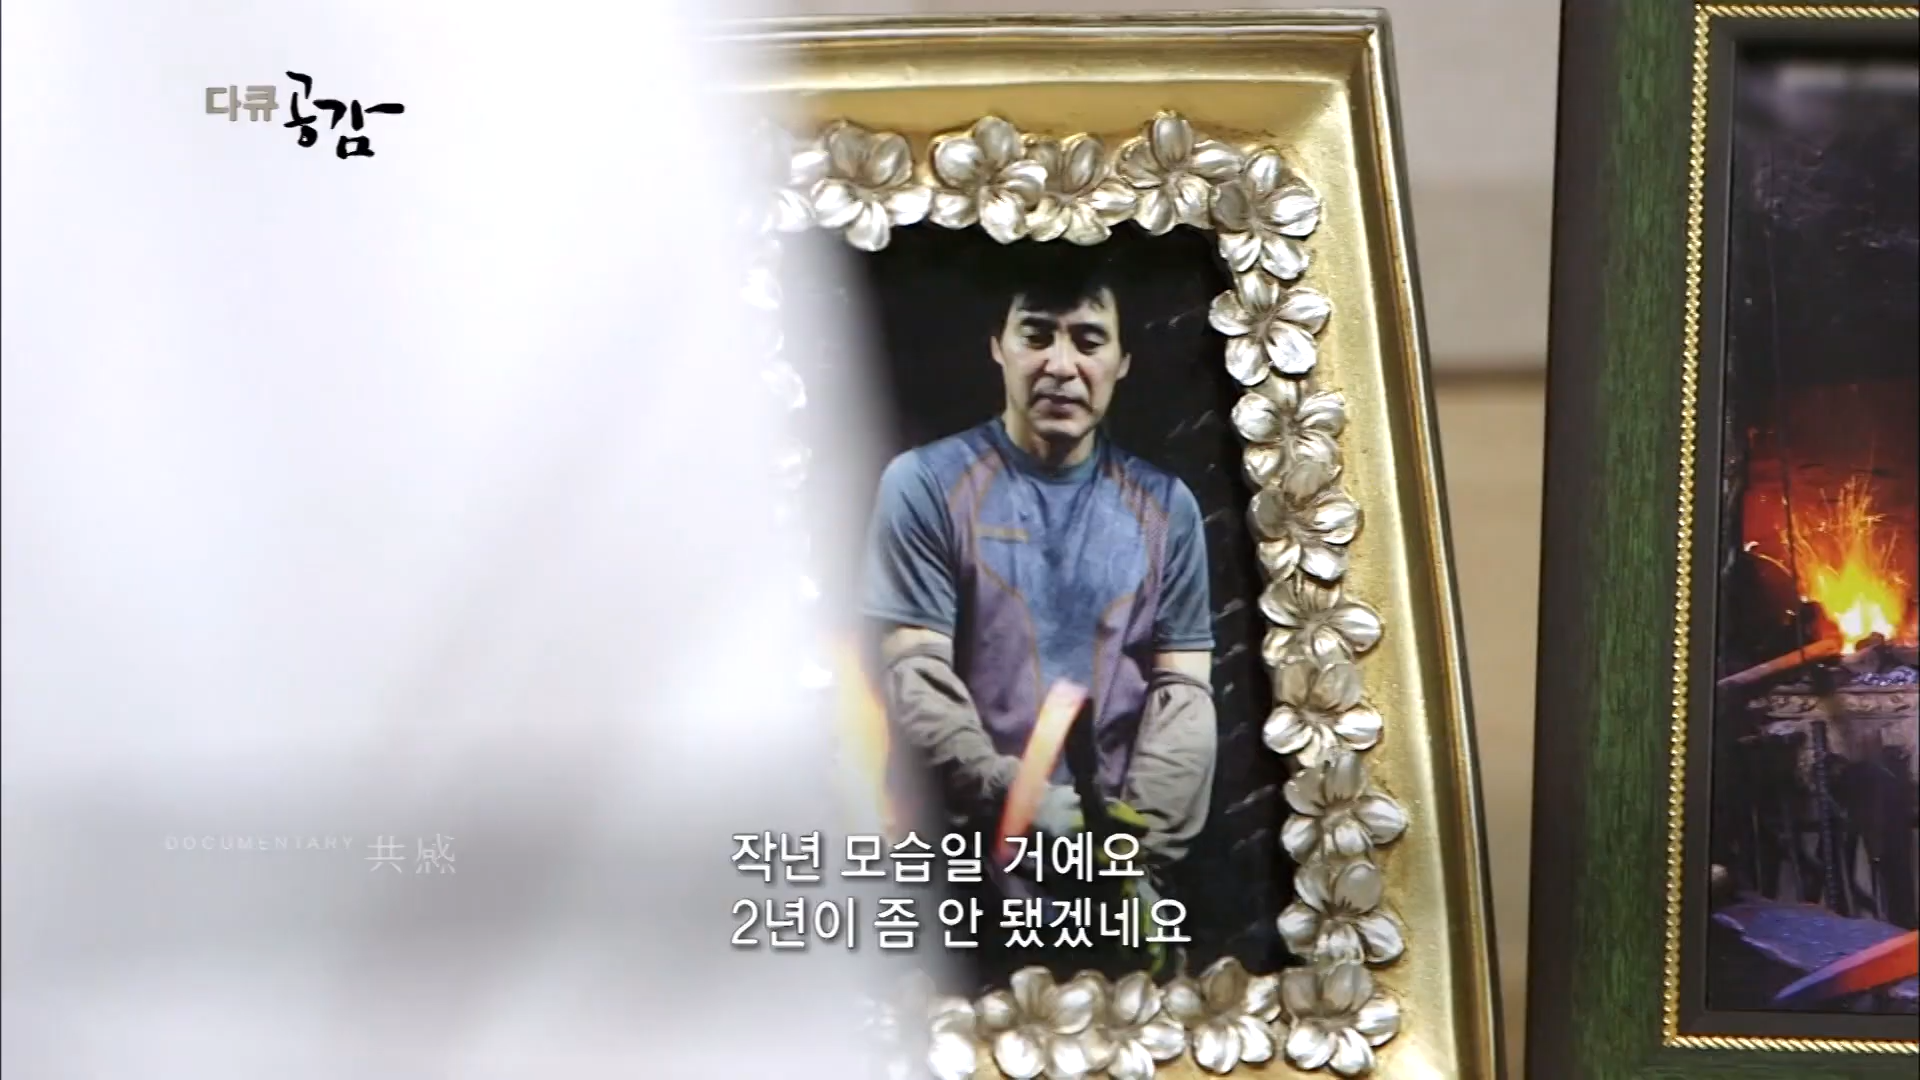 다큐 공감
DOCUMENTARY 共感
작년 모습일 거예요
2년이 좀 안 됐겠네요